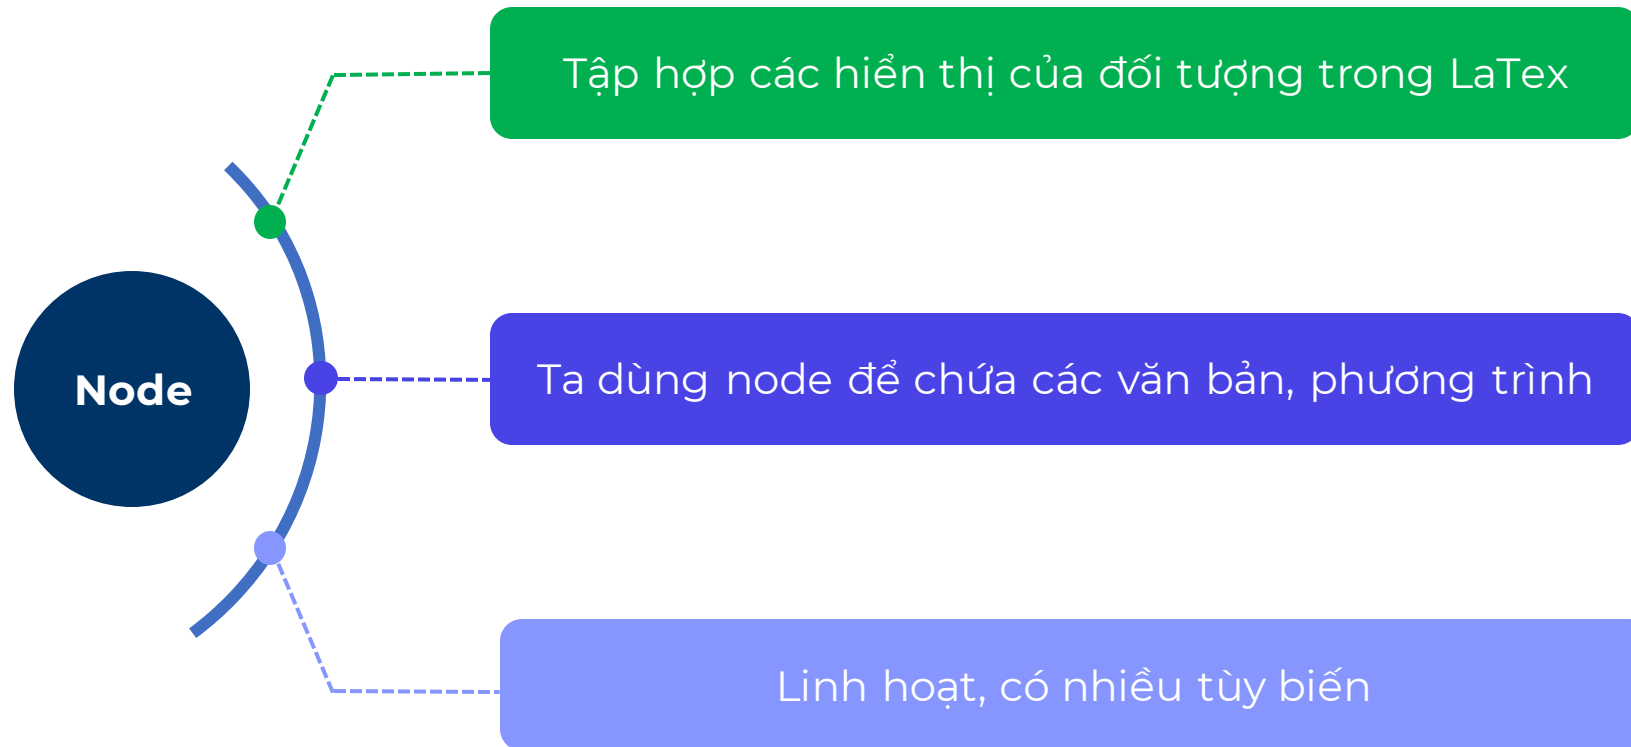 Tập hợp các hiển thị của đối tượng trong LaTex
Node
Ta dùng node để chứa các văn bản, phương trình
Linh hoạt, có nhiều tùy biến